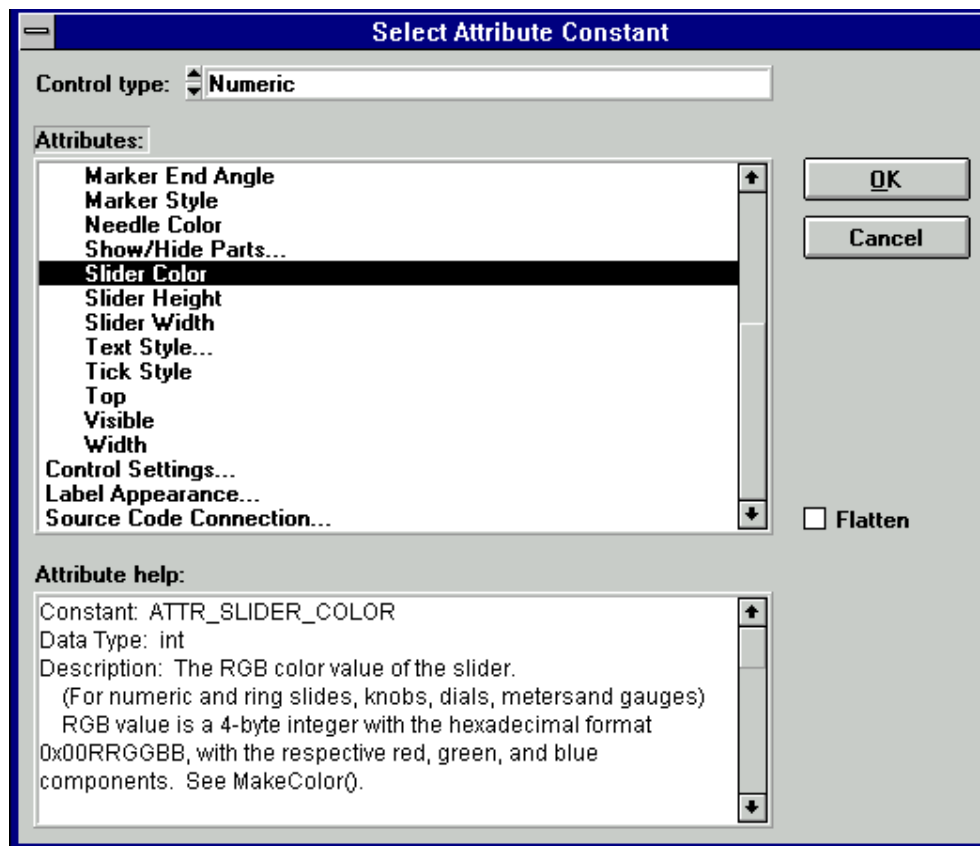 Select Attribute Constant
Control type: Numeric
Attributes:
Marker End Angle
Marker Style
Needle Color
Show/Hide Parts...
Slider Color
Slider Height
Slider Width
Text Style...
Tick Style
Top
Visible
Width
Control Settings...
Label Appearance...
Source Code Connection...
OK
Cancel
Flatten
Attribute help:
Constant: ATTR_SLIDER_COLOR
Data Type: int
Description: The RGB color value of the slider.
(For numeric and ring slides, knobs, dials, metersand gauges)
RGB value is a 4-byte integer with the hexadecimal format
0x00RRGGBB, with the respective red, green, and blue
components. See MakeColor().